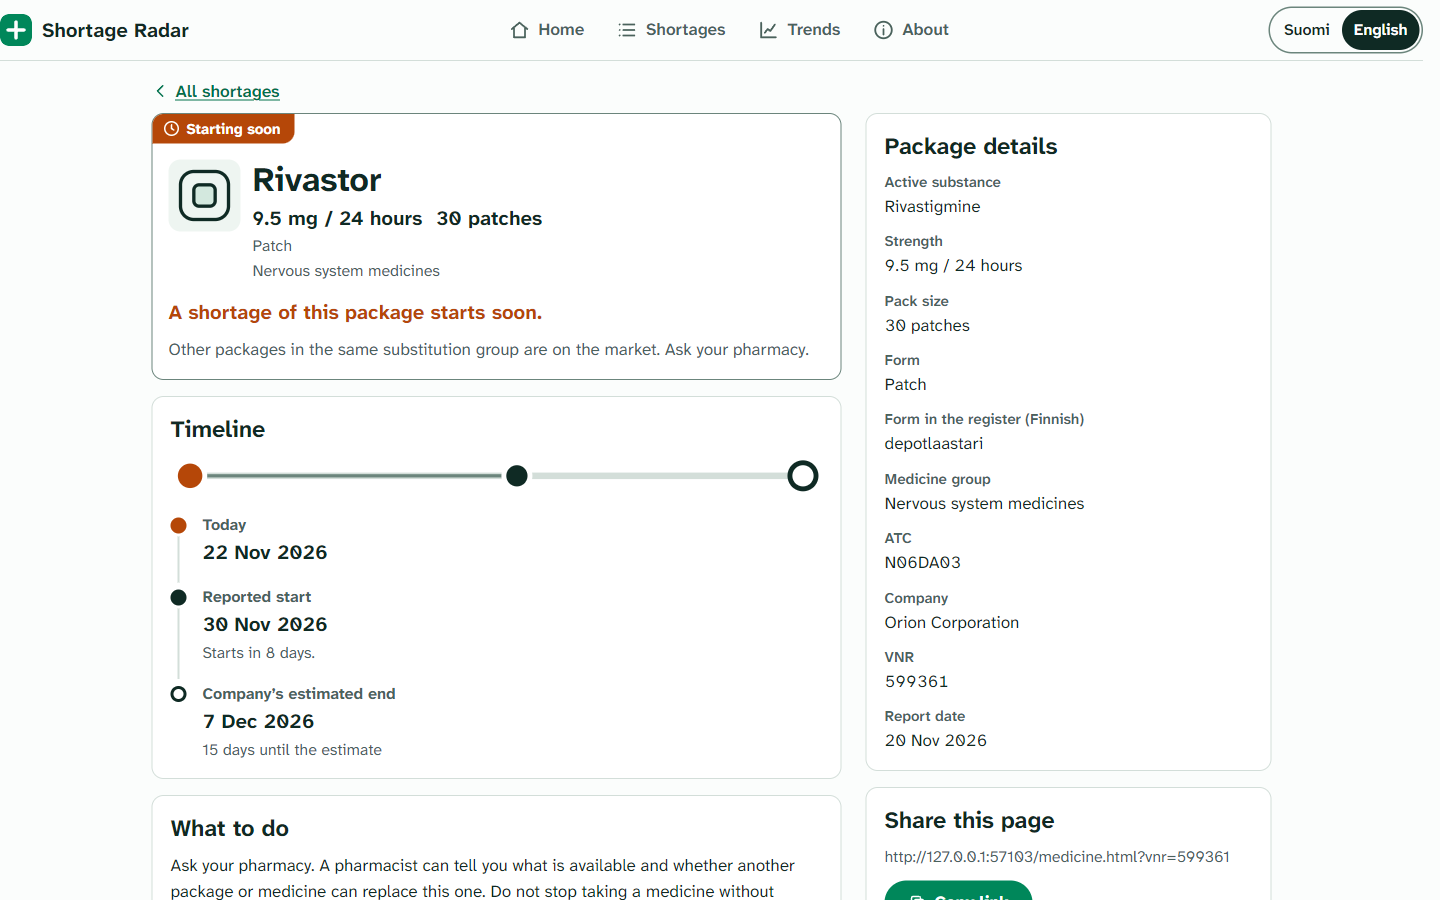 Shortage Radar
Home
Shortages
Trends
About
Suomi
English
All shortages
Starting soon
Rivastor
9.5 mg / 24 hours 30 patches
Patch
Nervous system medicines
A shortage of this package starts soon.
Other packages in the same substitution group are on the market. Ask your pharmacy.
Timeline
Today
22 Nov 2026
Reported start
30 Nov 2026
Starts in 8 days.
Company’s estimated end
7 Dec 2026
15 days until the estimate
What to do
Ask your pharmacy. A pharmacist can tell you what is available and whether another
package or medicine can replace this one. Do not stop taking a medicine without
Package details
Active substance
Rivastigmine
Strength
9.5 mg / 24 hours
Pack size
30 patches
Form
Patch
Form in the register (Finnish)
depotlaastari
Medicine group
Nervous system medicines
ATC
N06DA03
Company
Orion Corporation
VNR
599361
Report date
20 Nov 2026
Share this page
http://127.0.0.1:57103/medicine.html?vnr=599361
Copy link